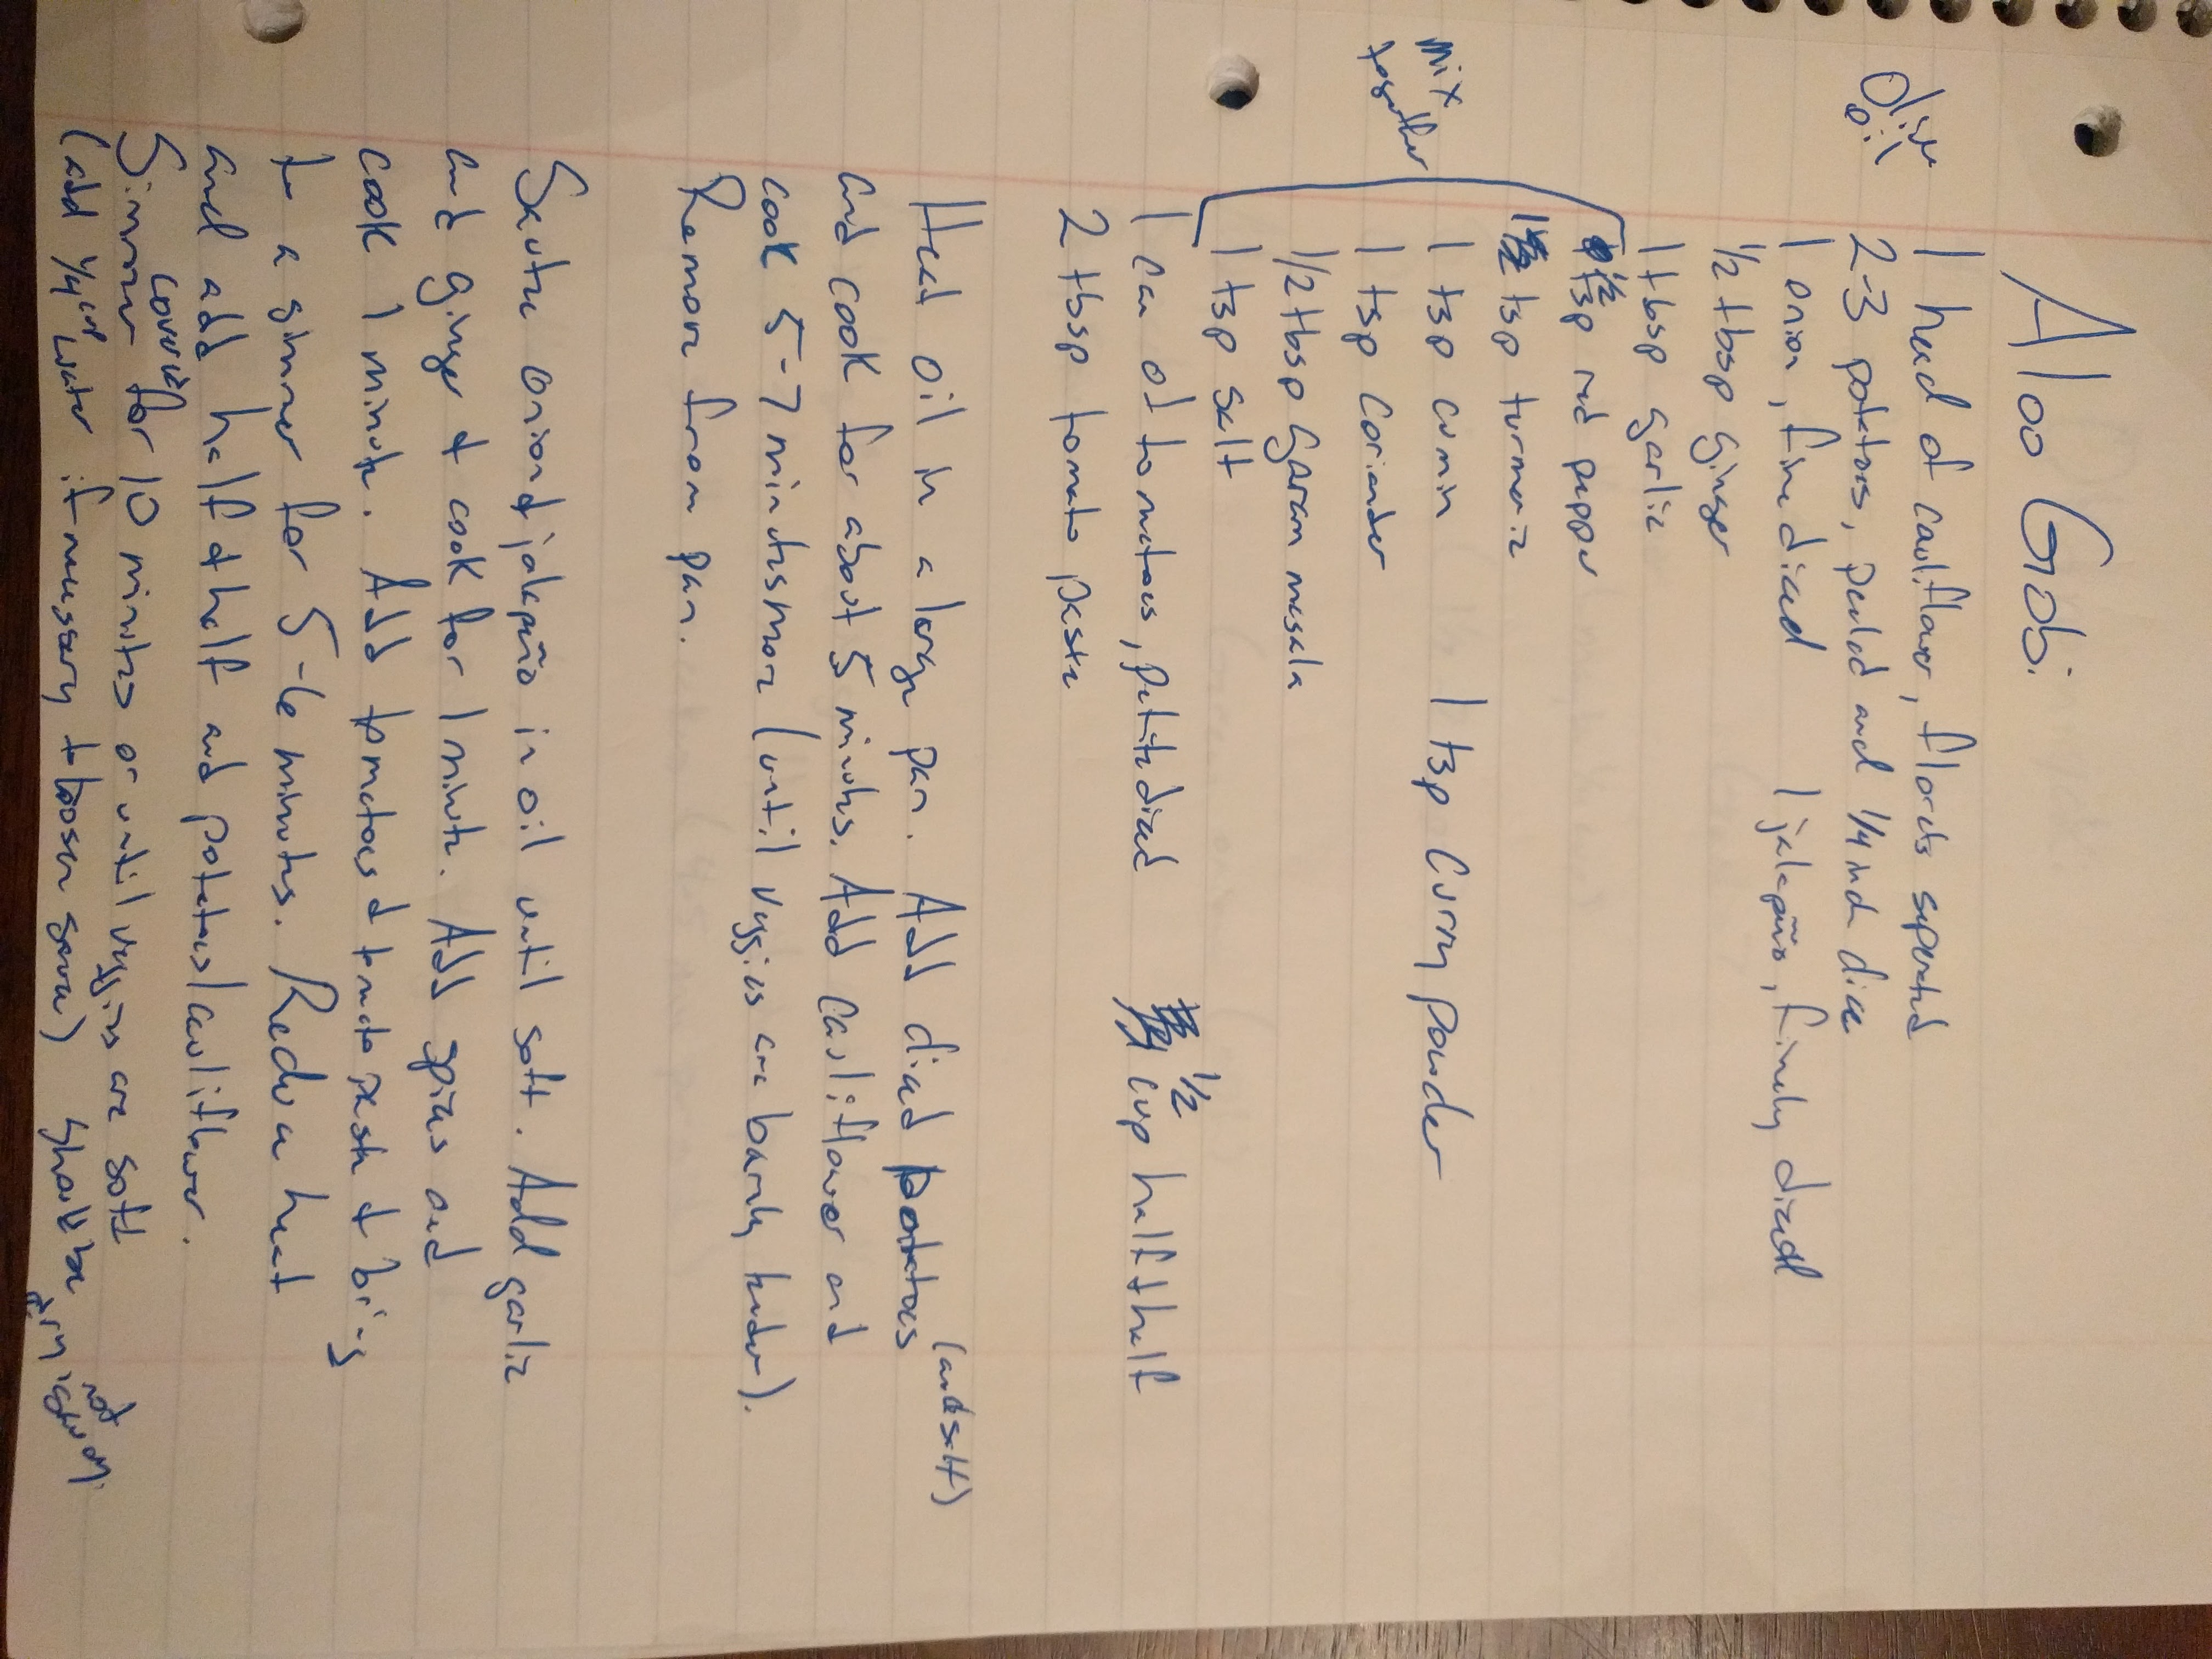 Aloo Gobi
Olive
Oil
1 head of cauliflower, florets seperated
2-3 potatoes, peeled and 1/4 inch dice
1 onion, fine diced 1 jalepeño, finely diced
1/2 tbsp ginger
1 tbsp garlic
mix
together
1/2 tsp red pepper
1 tsp turmeric
1 tsp cumin 1 tsp Curry powder
1 tsp Coriander
1/2 tbsp Garam masala
1 tsp salt
1 can of tomatoes, petite diced 1/2 cup half + half
2 tbsp tomato paste
Heat oil in a large pan. Add diced potatoes (and salt)
and cook for about 5 minutes. Add cauliflower and
cook 5-7 minutes more (until veggies are barely tender).
Remove from pan.
Saute onion & jalepeño in oil until soft. Add garlic
and ginger + cook for 1 minute. Add spices and
cook 1 minute. Add tomatoes + tomato paste + bring
to a simmer for 5-6 minutes. Reduce heat
and add half + half and potatoes/cauliflower.
Simmer covered for 10 minutes or until veggies are soft
(add 1/4 cup water if necessary to loosen sauce) should be
not